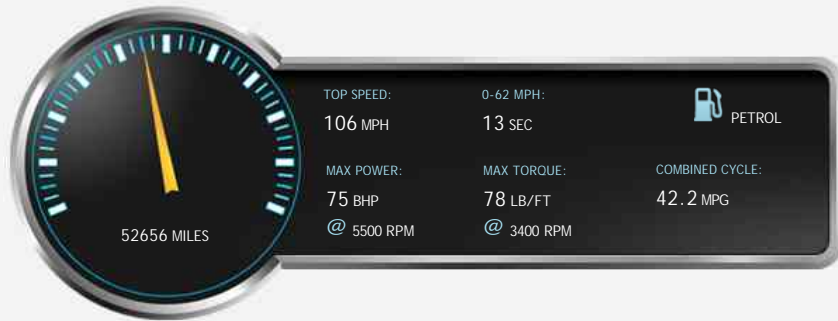 TOP SPEED:
106 MPH
0-62 MPH:
13 SEC
PETROL
MAX POWER:
75 BHP
@ 5500 RPM
MAX TORQUE:
78 LB/FT
@ 3400 RPM
COMBINED CYCLE:
42.2 MPG
52656 MILES